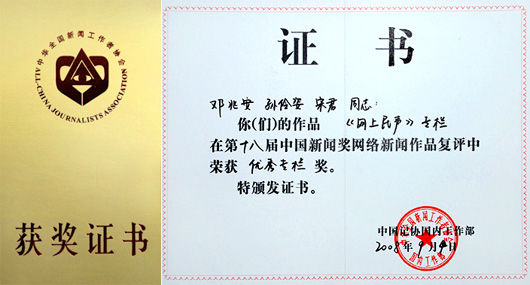 中华全国新闻工作者协会
ALL-CHINA JOURNALISTS ASSOCIATION
获奖证书
证书
邓兆安 孙伶姿 宋君 同志:
你(们)的作品 《网上民声》专栏
在第十八届中国新闻奖网络新闻作品复评中
荣获 优秀专栏 奖。
特颁发证书。
中国记协国内工作部
2008年9月4日